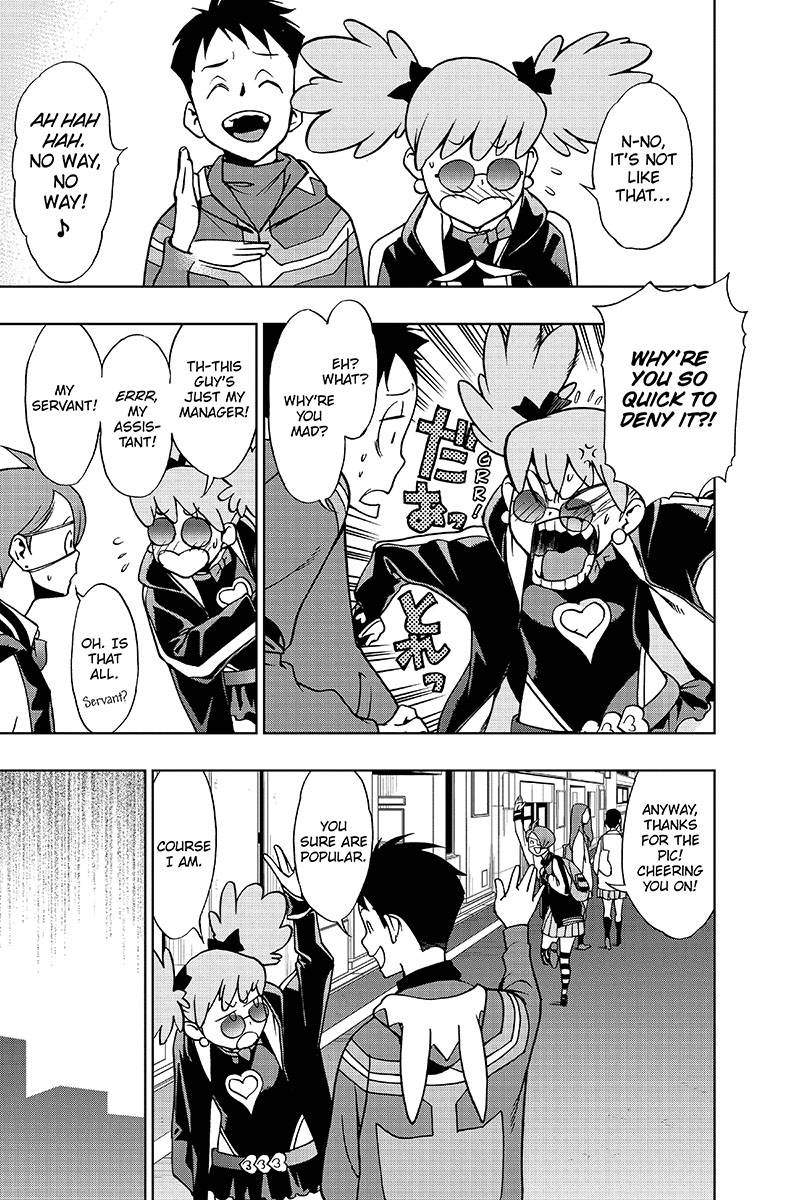 N-NO,
IT'S NOT
LIKE
THAT...
AH HAH
HAH.
NO WAY,
NO
WAY!
♪
WHY'RE
YOU SO
QUICK TO
DENY IT?!
GRR!
だぁっ
とれっ
EH?
WHAT?
WHY'RE
YOU
MAD?
TH-THIS
GUY'S
JUST MY
MANAGER!
ERRR,
MY
ASSIS-
TANT!
MY
SERVANT!
OH. IS
THAT
ALL.
Servant?
ANYWAY,
THANKS
FOR THE
PIC!
CHEERING
YOU ON!
YOU
SURE ARE
POPULAR.
COURSE
I AM.